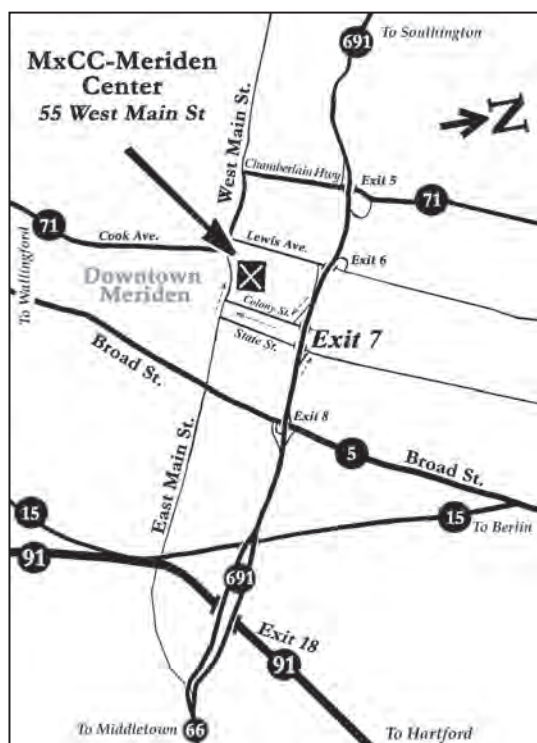 691
To Southington
MxCC-Meriden
Center
55 West Main St
West Main St.
N
Chamberlain Hwy
Exit 5
71
71
Cook Ave.
Lewis Ave.
Exit 6
To Wallingford
Downtown
Meriden
Colony St.
State St.
Exit 7
Broad St.
Exit 8
5
Broad St.
East Main St.
15
15
To Berlin
91
691
Exit 18
91
To Middletown
66
To Hartford